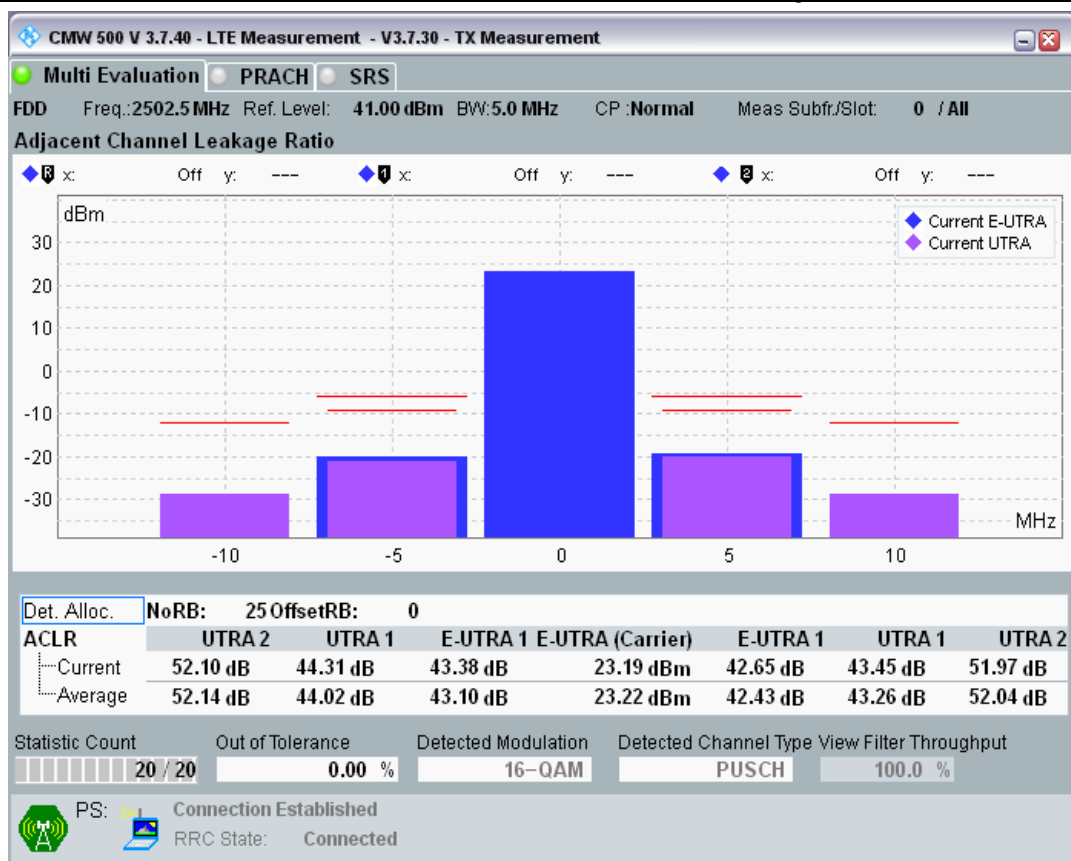 CMW 500 V 3.7.40 - LTE Measurement - V3.7.30 - TX Measurement
Multi Evaluation PRACH SRS
FDD Freq.:2502.5 MHz Ref. Level: 41.00 dBm BW:5.0 MHz CP :Normal Meas Subfr./Slot: 0 / All
Adjacent Channel Leakage Ratio
R x: Off y: --- 1 x: Off y: --- 2 x: Off y: ---
dBm
Current E-UTRA
Current UTRA
30
20
10
0
-10
-20
-30
MHz
-10 -5 0 5 10
Det. Alloc. NoRB: 25 OffsetRB: 0
ACLR UTRA 2 UTRA 1 E-UTRA 1 E-UTRA (Carrier) E-UTRA 1 UTRA 1 UTRA 2
Current 52.10 dB 44.31 dB 43.38 dB 23.19 dBm 42.65 dB 43.45 dB 51.97 dB
Average 52.14 dB 44.02 dB 43.10 dB 23.22 dBm 42.43 dB 43.26 dB 52.04 dB
Statistic Count Out of Tolerance Detected Modulation Detected Channel Type View Filter Throughput
20 / 20 0.00 % 16-QAM PUSCH 100.0 %
PS: Connection Established
RRC State: Connected